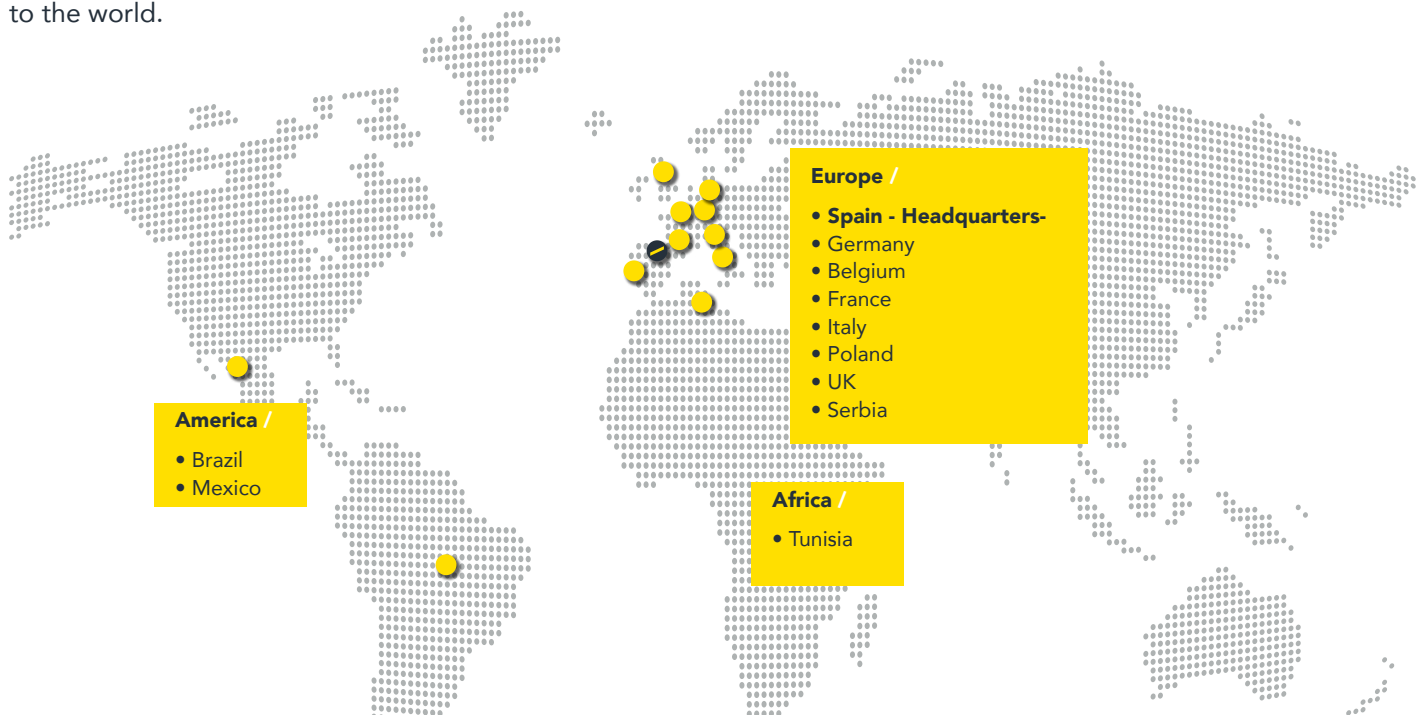 to the world.
Europe /
• Spain - Headquarters-
• Germany
• Belgium
• France
• Italy
• Poland
• UK
• Serbia
America /
• Brazil
• Mexico
Africa /
• Tunisia